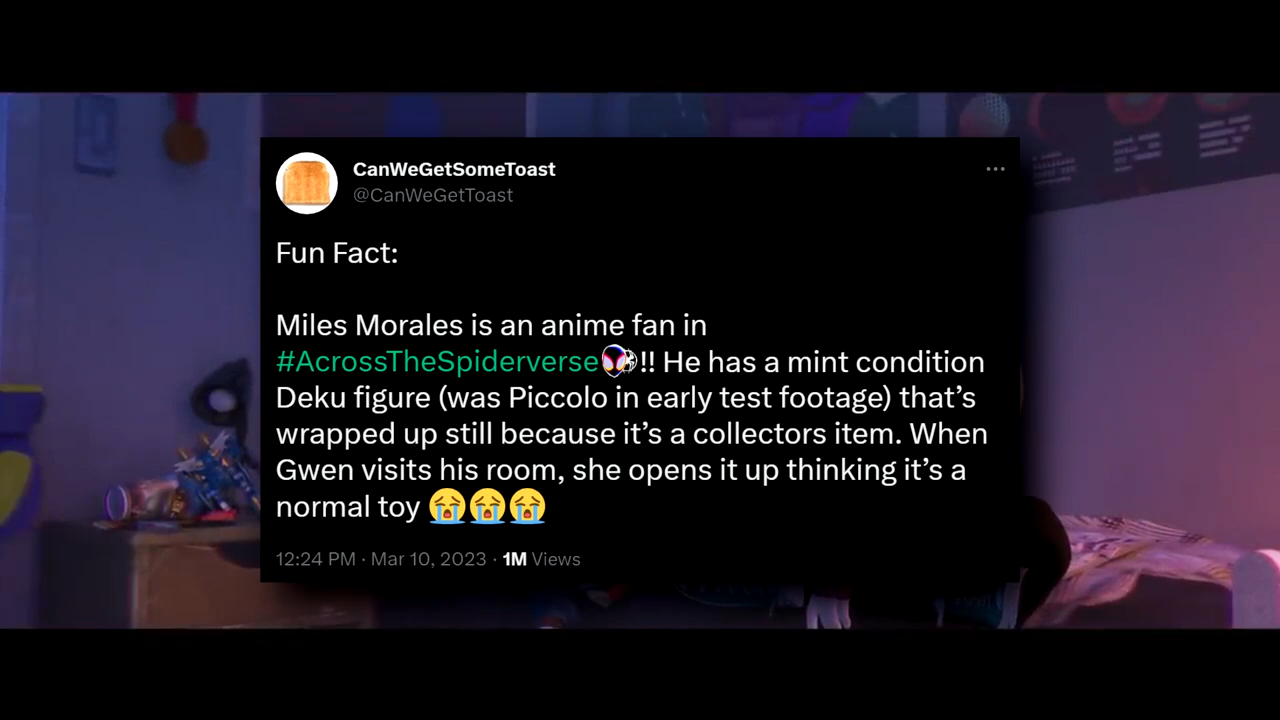 CanWeGetSomeToast
@CanWeGetToast
Fun Fact:
Miles Morales is an anime fan in
#AcrossTheSpiderverse!! He has a mint condition
Deku figure (was Piccolo in early test footage) that’s
wrapped up still because it’s a collectors item. When
Gwen visits his room, she opens it up thinking it’s a
normal toy 😭😭😭
12:24 PM · Mar 10, 2023 · 1M Views